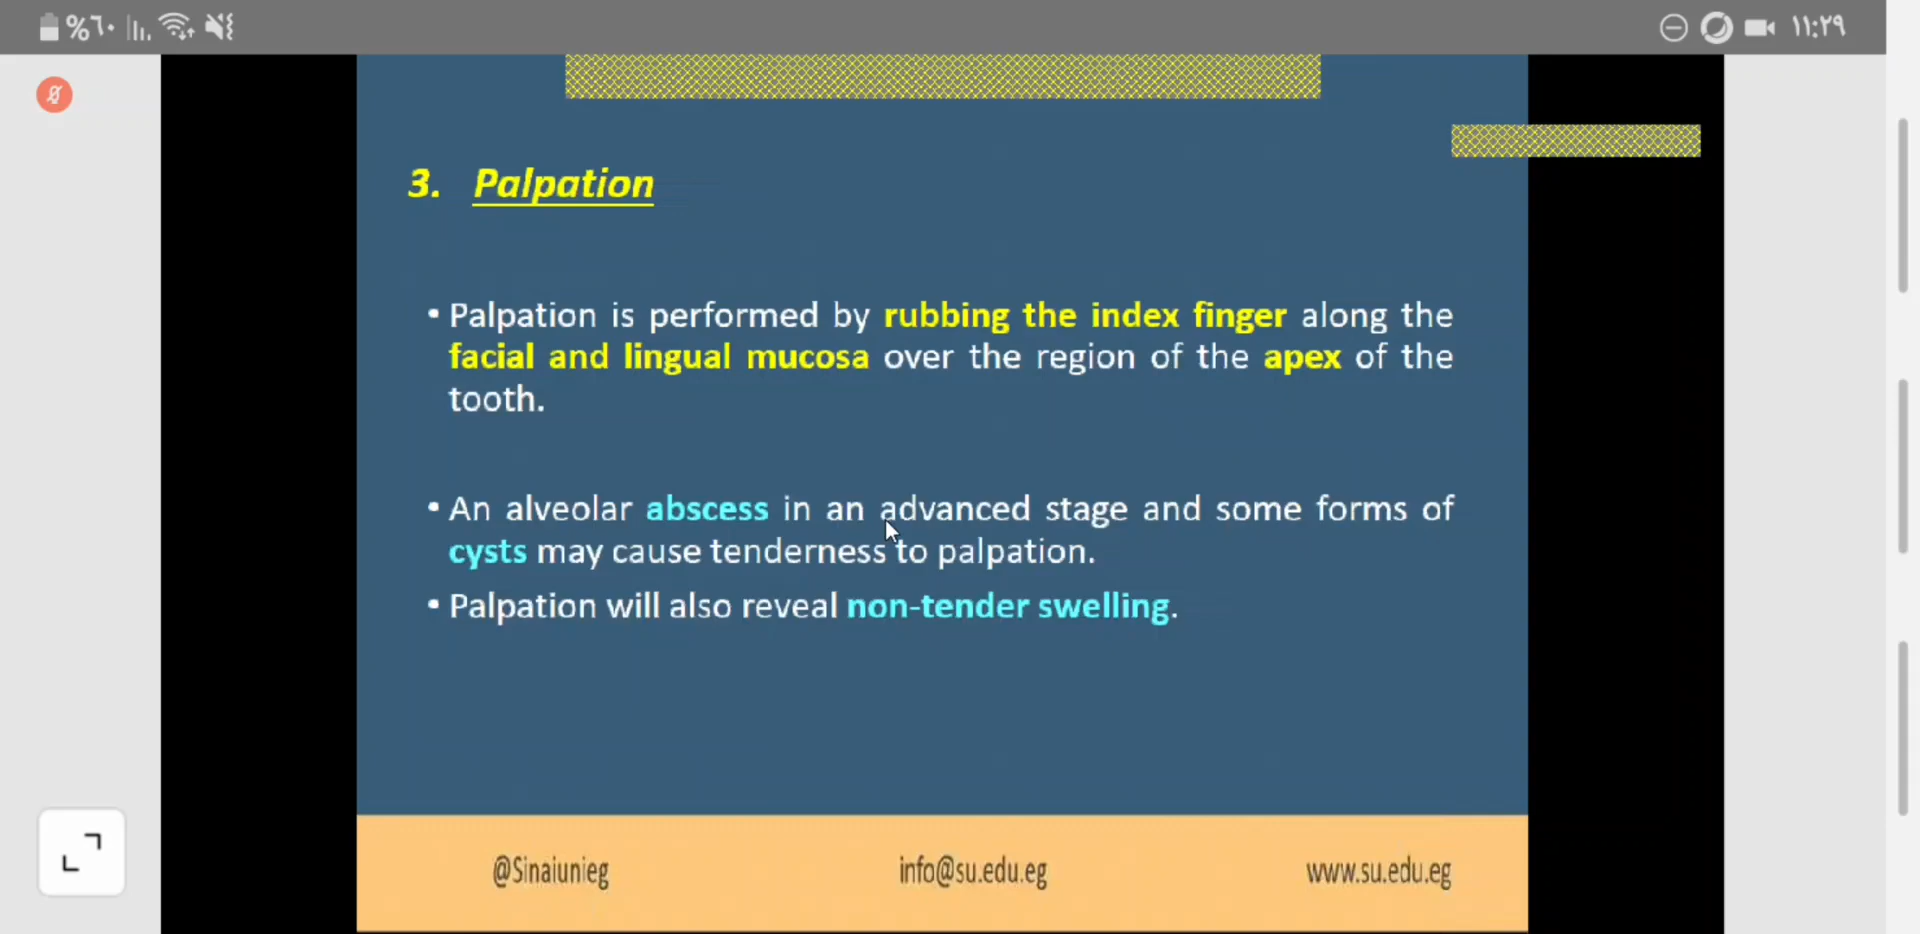 %٦٠
١١:٢٩
3. Palpation
• Palpation is performed by rubbing the index finger along the
facial and lingual mucosa over the region of the apex of the
tooth.
• An alveolar abscess in an advanced stage and some forms of
cysts may cause tenderness to palpation.
• Palpation will also reveal non-tender swelling.
@Sinaiunieg
info@su.edu.eg
www.su.edu.eg